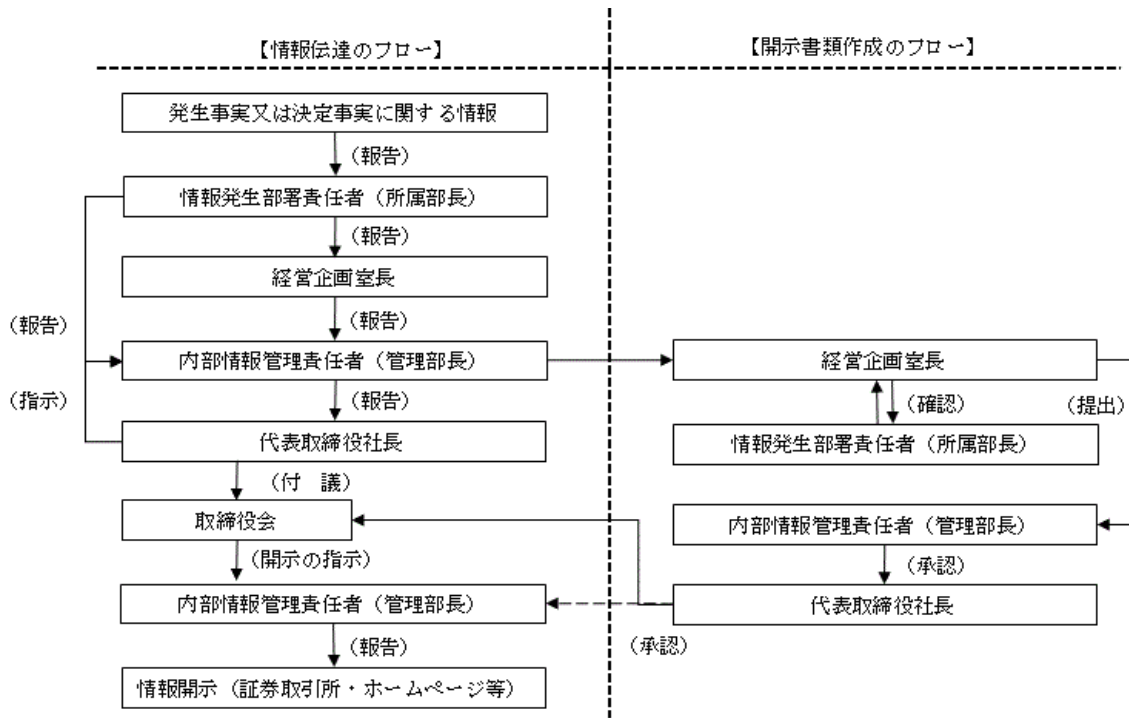 【情報伝達のフロー】
【開示書類作成のフロー】
発生事実又は決定事実に関する情報
（報告）
情報発生部署責任者（所属部長）
（報告）
経営企画室長
（報告）
（報告）
内部情報管理責任者（管理部長）
経営企画室長
（指示）
（報告）
（確認）
（提出）
代表取締役社長
情報発生部署責任者（所属部長）
（付　議）
取締役会
内部情報管理責任者（管理部長）
（開示の指示）
（承認）
内部情報管理責任者（管理部長）
代表取締役社長
（報告）
（承認）
情報開示（証券取引所・ホームページ等）